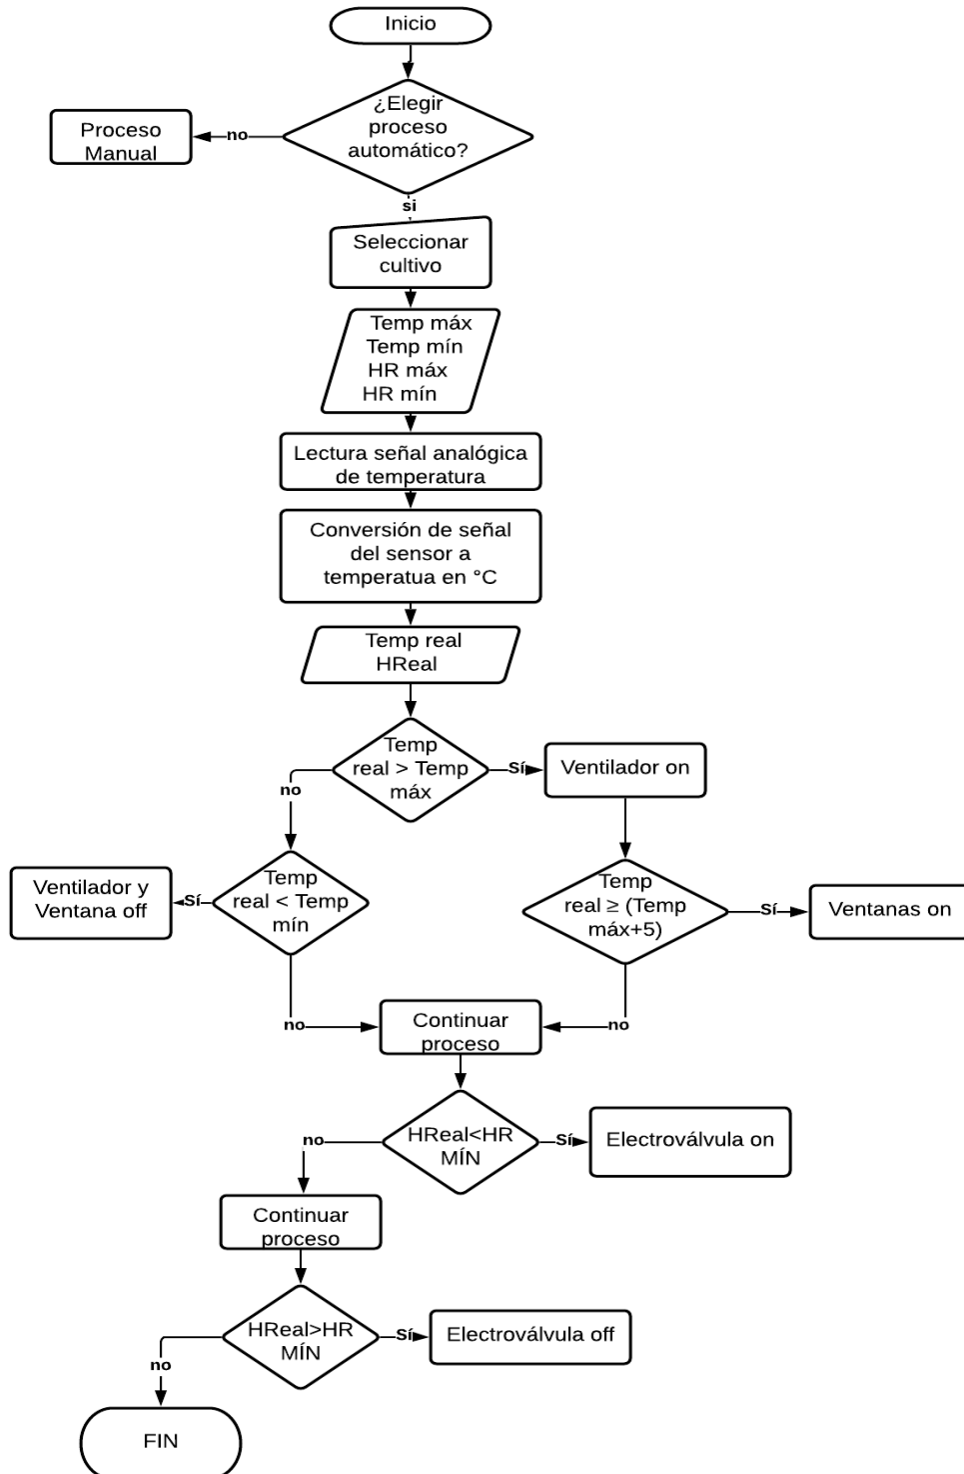 Inicio
¿Elegir
proceso
automático?
no
Proceso
Manual
si
Seleccionar
cultivo
Temp máx
Temp mín
HR máx
HR mín
Lectura señal analógica
de temperatura
Conversión de señal
del sensor a
temperatua en °C
Temp real
HReal
Temp
real > Temp
máx
Sí
Ventilador on
no
Temp
real < Temp
mín
Sí
Ventilador y
Ventana off
Temp
real ≥ (Temp
máx+5)
Sí
Ventanas on
no
no
Continuar
proceso
HReal<HR
MÍN
Sí
Electroválvula on
no
Continuar
proceso
HReal>HR
MÍN
Sí
Electroválvula off
no
FIN